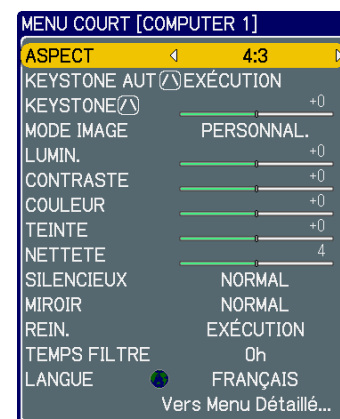 MENU COURT [COMPUTER 1]
ASPECT 4:3
KEYSTONE AUT EXÉCUTION
KEYSTONE +0
MODE IMAGE PERSONNAL.
LUMIN. +0
CONTRASTE +0
COULEUR +0
TEINTE +0
NETTETE 4
SILENCIEUX NORMAL
MIROIR NORMAL
REIN. EXÉCUTION
TEMPS FILTRE 0h
LANGUE FRANÇAIS
Vers Menu Détaillé...